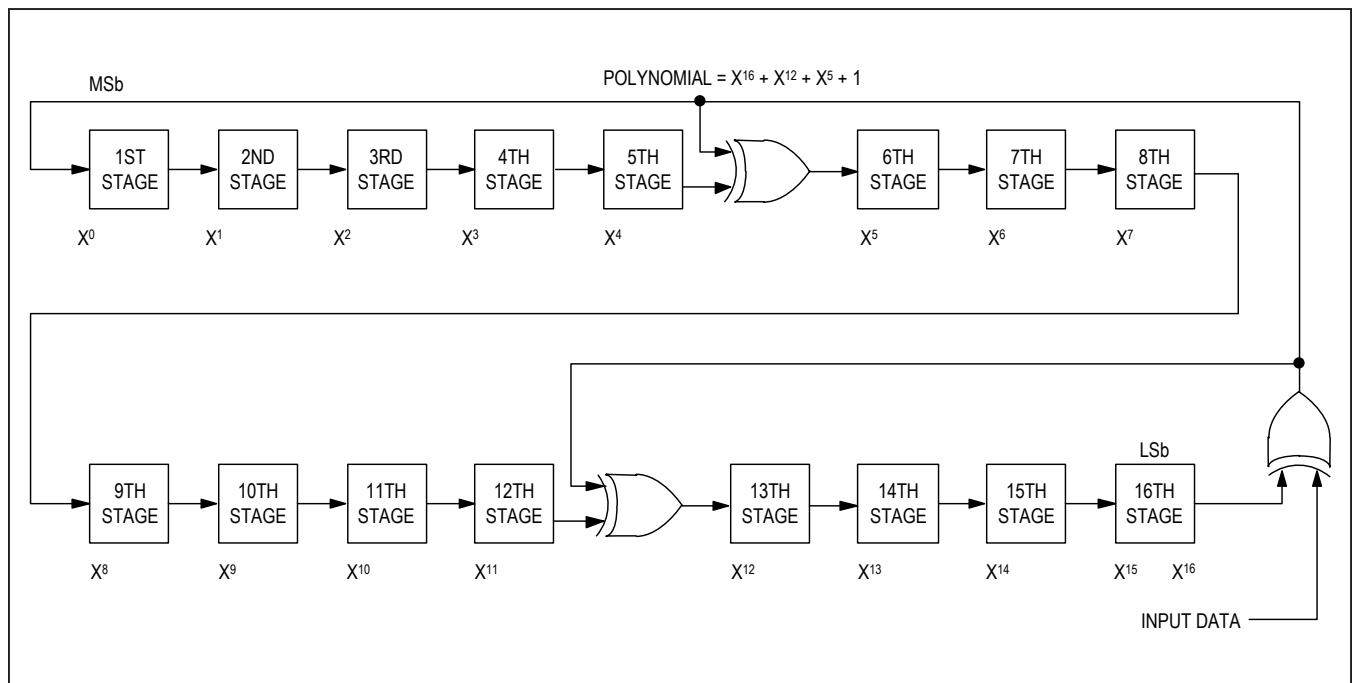 MSb
POLYNOMIAL = X¹⁶ + X¹² + X⁵ + 1
1ST
STAGE
2ND
STAGE
3RD
STAGE
4TH
STAGE
5TH
STAGE
6TH
STAGE
7TH
STAGE
8TH
STAGE
X⁰
X¹
X²
X³
X⁴
X⁵
X⁶
X⁷
LSb
9TH
STAGE
10TH
STAGE
11TH
STAGE
12TH
STAGE
13TH
STAGE
14TH
STAGE
15TH
STAGE
16TH
STAGE
X⁸
X⁹
X¹⁰
X¹¹
X¹²
X¹³
X¹⁴
X¹⁵
X¹⁶
INPUT DATA